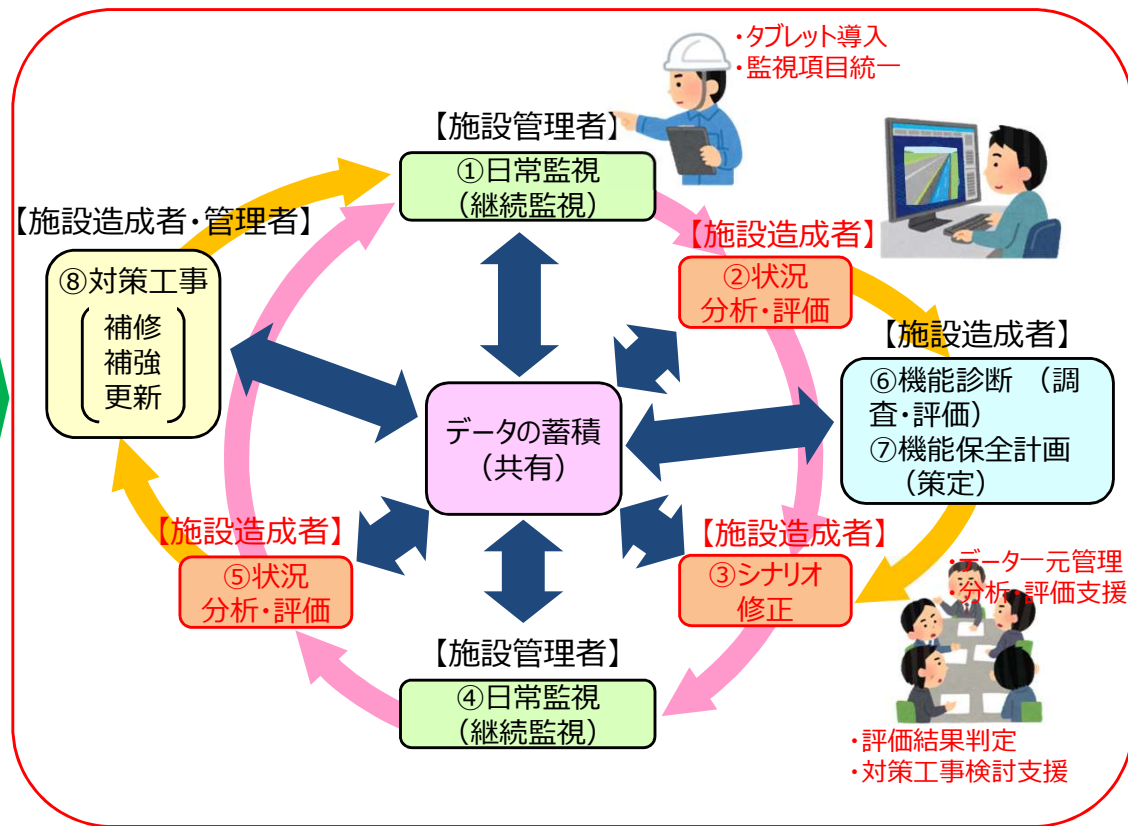 ・タブレット導入
・監視項目統一
【施設管理者】
①日常監視
（継続監視）
【施設造成者・管理者】
⑧対策工事
補修
補強
更新
【施設造成者】
②状況
分析・評価
【施設造成者】
⑥機能診断　（調
査・評価）
⑦機能保全計画
（策定）
データの蓄積
（共有）
【施設造成者】
⑤状況
分析・評価
【施設造成者】
③シナリオ
修正
・データ一元管理
・分析・評価支援
【施設管理者】
④日常監視
（継続監視）
・評価結果判定
・対策工事検討支援